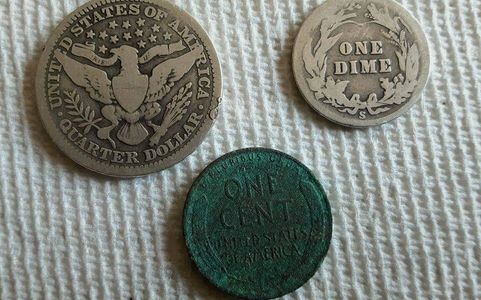 UNITED STATES OF AMERICA
QUARTER DOLLAR
ONE
DIME
S
ONE
CENT
UNITED STATES
OF AMERICA